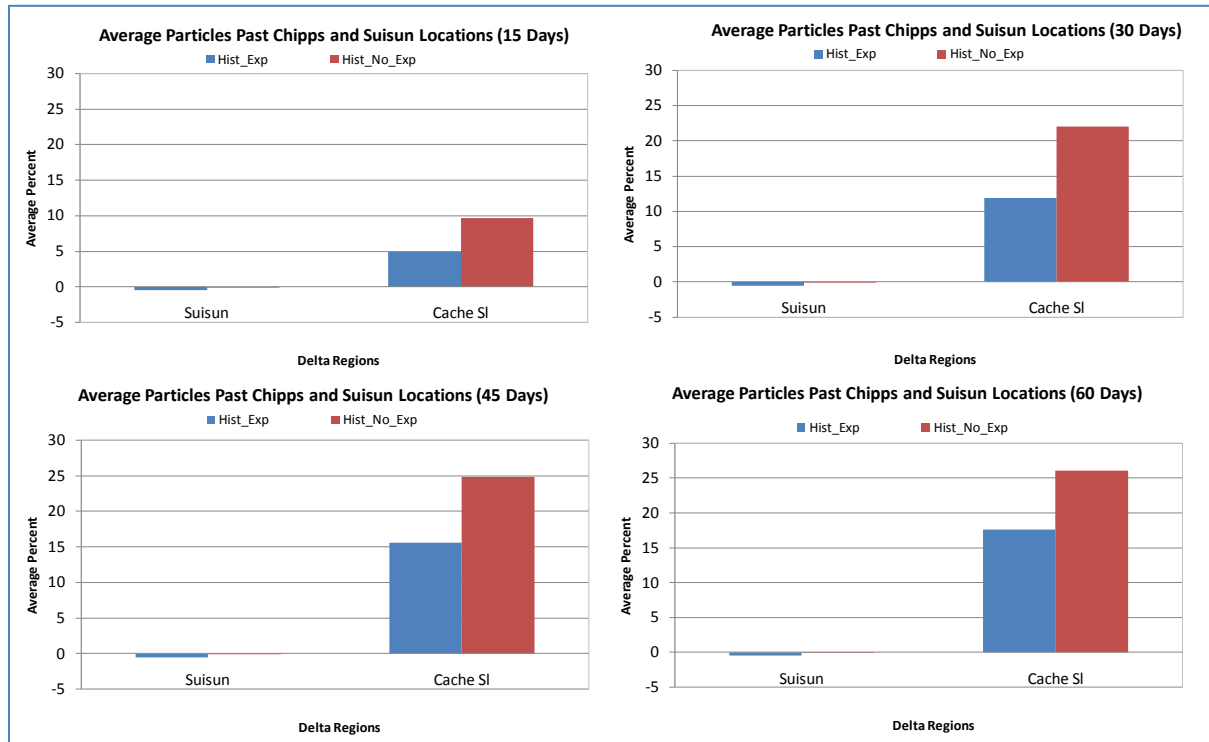 Average Particles Past Chipps and Suisun Locations (15 Days)
Hist_Exp Hist_No_Exp
30
25
20
15
10
5
0
-5
Average Percent
Suisun Cache Sl
Delta Regions
Average Particles Past Chipps and Suisun Locations (30 Days)
Hist_Exp Hist_No_Exp
30
25
20
15
10
5
0
-5
Average Percent
Suisun Cache Sl
Delta Regions
Average Particles Past Chipps and Suisun Locations (45 Days)
Hist_Exp Hist_No_Exp
30
25
20
15
10
5
0
-5
Average Percent
Suisun Cache Sl
Delta Regions
Average Particles Past Chipps and Suisun Locations (60 Days)
Hist_Exp Hist_No_Exp
30
25
20
15
10
5
0
-5
Average Percent
Suisun Cache Sl
Delta Regions